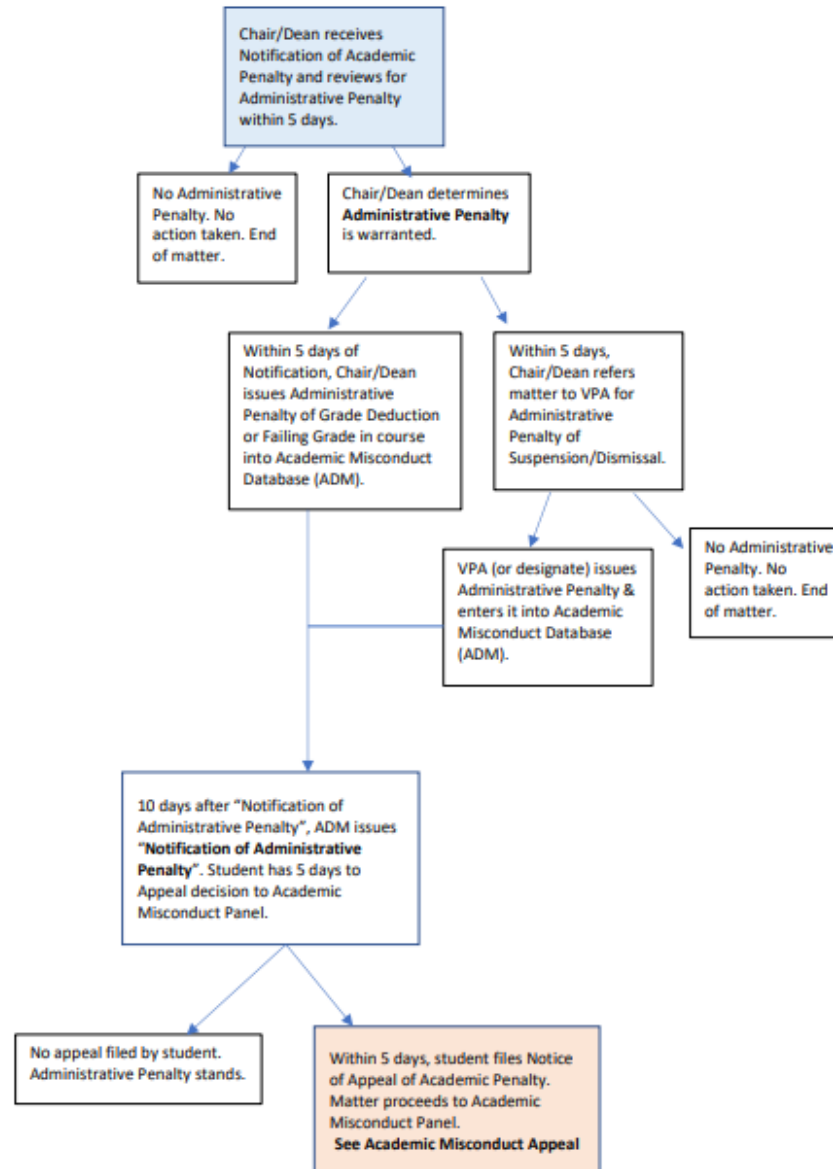 Chair/Dean receives
Notification of Academic
Penalty and reviews for
Administrative Penalty
within 5 days.
No Administrative
Penalty. No
action taken. End
of matter.
Chair/Dean determines
Administrative Penalty
is warranted.
Within 5 days of
Notification, Chair/Dean
issues Administrative
Penalty of Grade Deduction
or Failing Grade in course
into Academic Misconduct
Database (ADM).
Within 5 days,
Chair/Dean refers
matter to VPA for
Administrative
Penalty of
Suspension/Dismissal.
VPA (or designate) issues
Administrative Penalty &
enters it into Academic
Misconduct Database
(ADM).
No Administrative
Penalty. No
action taken. End
of matter.
10 days after “Notification of
Administrative Penalty”, ADM issues
“Notification of Administrative
Penalty”. Student has 5 days to
Appeal decision to Academic
Misconduct Panel.
No appeal filed by student.
Administrative Penalty stands.
Within 5 days, student files Notice
of Appeal of Academic Penalty.
Matter proceeds to Academic
Misconduct Panel.
See Academic Misconduct Appeal